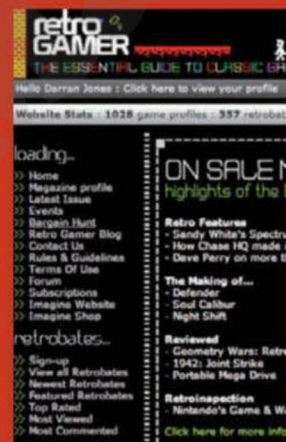 retro
GAMER
THE ESSENTIAL GUIDE TO CLASSIC GA
Hello Darran Jones : Click here to view your profile
Website Stats : 1028 game profiles : 357 retrobat
loading...
>> Home
>> Magazine profile
>> Latest Issue
>> Events
>> Bargain Hunt
>> Retro Gamer Blog
>> Contact Us
>> Rules & Guidelines
>> Terms Of Use
>> Forum
>> Subscriptions
>> Imagine Website
>> Imagine Shop
retrobates...
>> Sign-up
>> View all Retrobates
>> Newest Retrobates
>> Featured Retrobates
>> Top Rated
>> Most Viewed
>> Most Commented
ON SALE N
highlights of the l
Retro Features
- Sandy White's Spectru
- How Chase HQ made
- Dave Perry on more th
The Making of...
- Defender
- Soul Calibur
- Night Shift
Reviewed
- Geometry Wars: Retro
- 1942: Joint Strike
- Portable Mega Drive
Retroinspection
- Nintendo's Game & Wa
Click here for more info